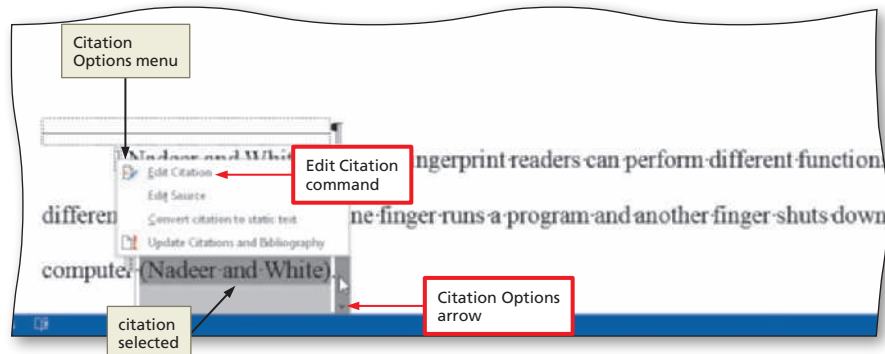 Citation
Options menu
¶
Nadeer·and·Whit
ngerprint·readers·can·perform·different·function
Edit Citation
Edit Citation
command
Edit Source
differen
Convert citation to static text
ne·finger·runs·a·program·and·another·finger·shuts·down
Update Citations and Bibliography
computer·(Nadeer·and·White).
Citation Options
arrow
citation
selected